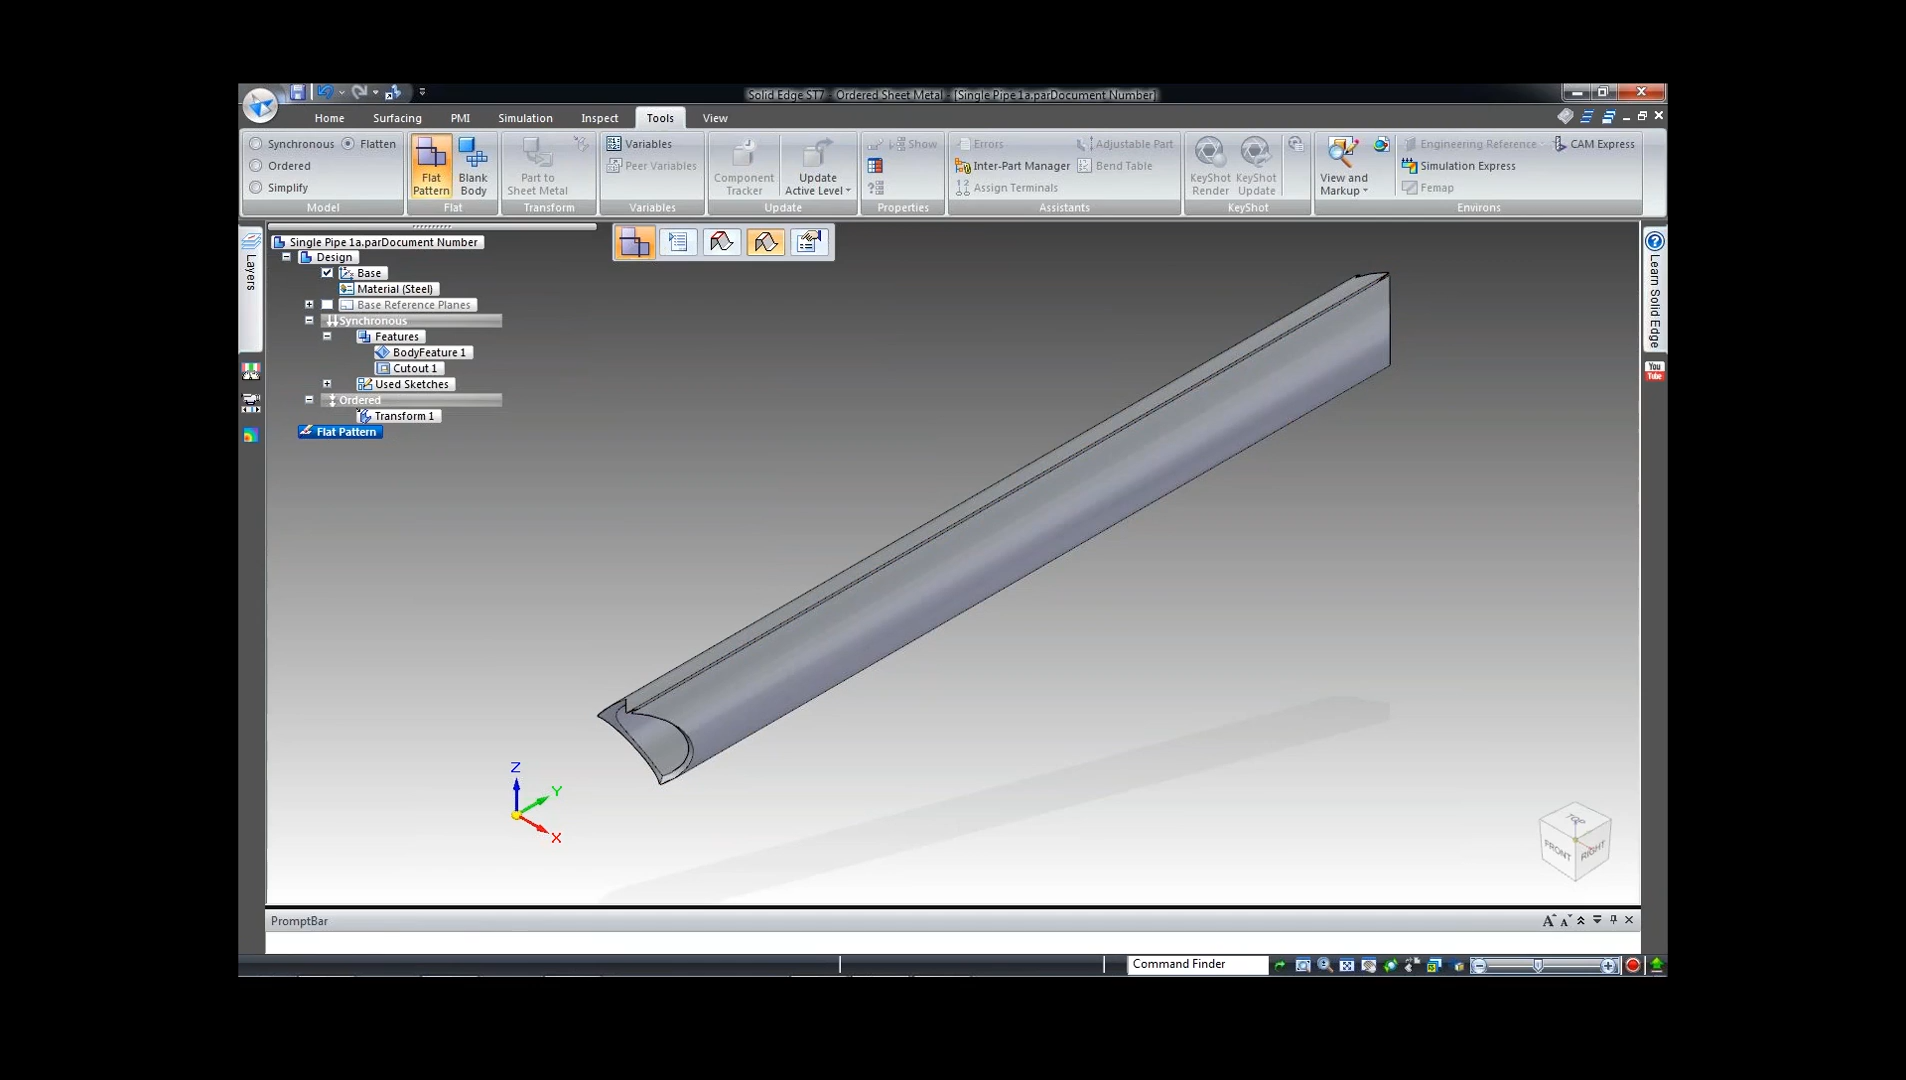 Solid Edge ST7 - Ordered Sheet Metal - [Single Pipe 1a.parDocument Number]
Home Surfacing PMI Simulation Inspect Tools View
Synchronous Flatten
Ordered
Simplify
Model
Flat Pattern
Blank Body
Flat
Part to Sheet Metal
Transform
Variables
Peer Variables
Variables
Component Tracker
Update Active Level
Update
Show
Properties
Errors
Inter-Part Manager
Assign Terminals
Adjustable Part
Bend Table
Assistants
KeyShot Render
KeyShot Update
KeyShot
View and Markup
Engineering Reference
Simulation Express
Femap
CAM Express
Environs
Layers
Single Pipe 1a.parDocument Number
Design
Base
Material (Steel)
Base Reference Planes
Synchronous
Features
BodyFeature 1
Cutout 1
Used Sketches
Ordered
Transform 1
Flat Pattern
Learn Solid Edge
You
Tube
Z
Y
X
TOP
FRONT
RIGHT
PromptBar
Command Finder